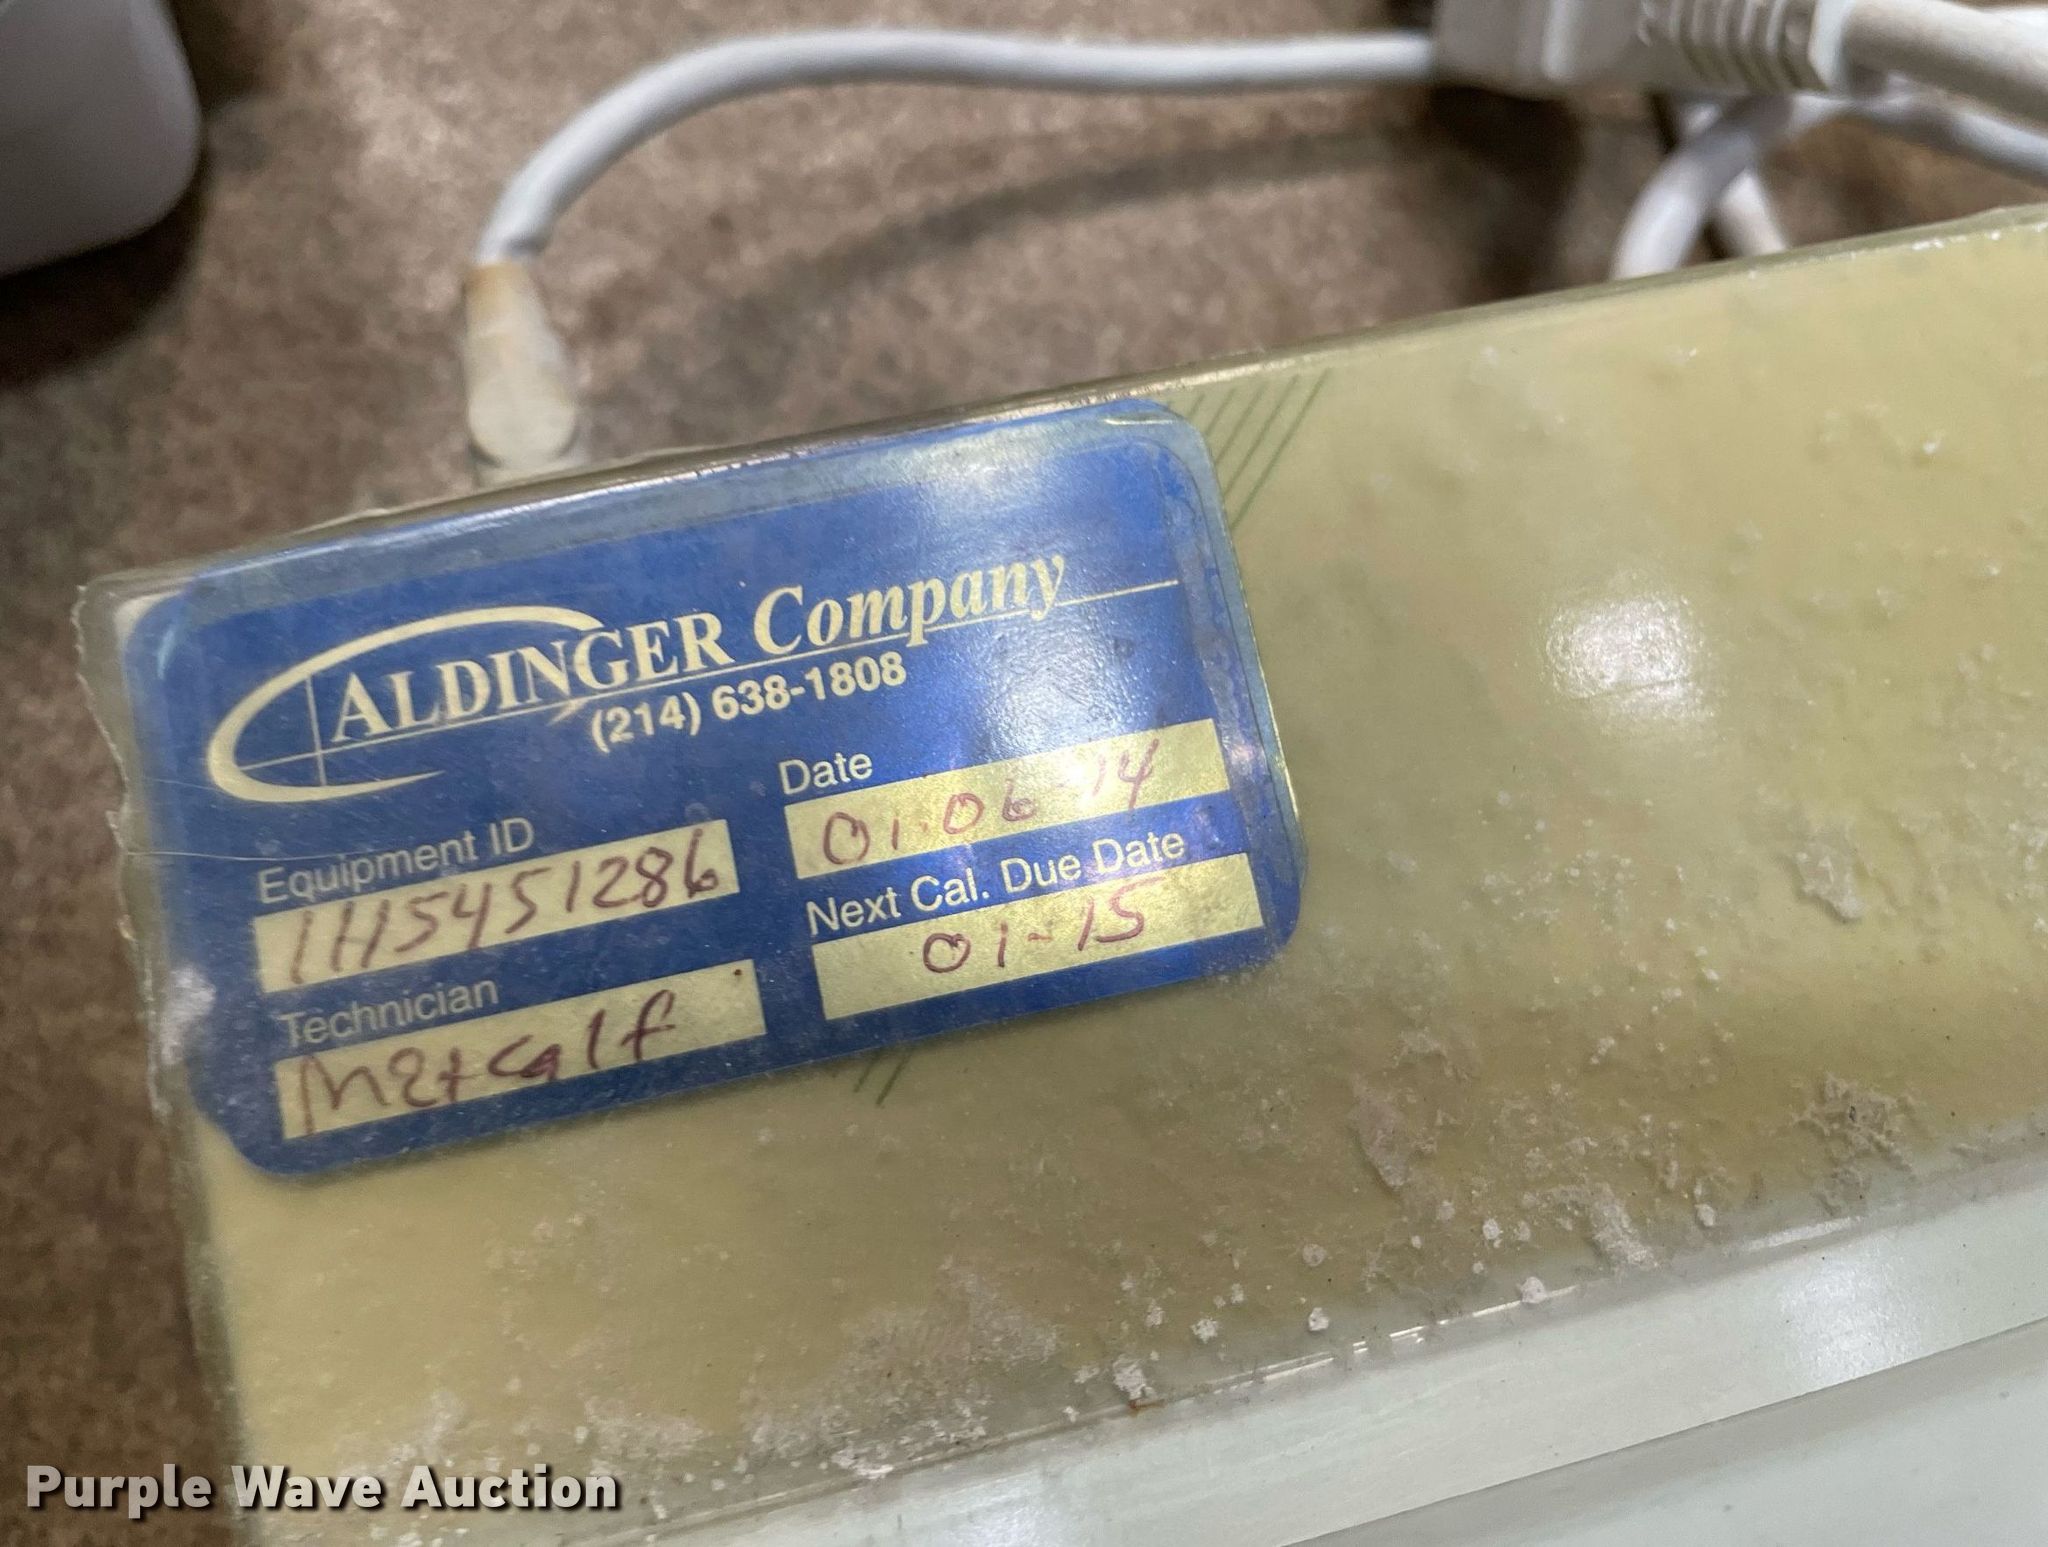 ALDINGER Company
(214) 638-1808
Equipment ID
1115451286
Technician
Metcalf
Date
01.06-14
Next Cal. Due Date
01-15
Purple Wave Auction